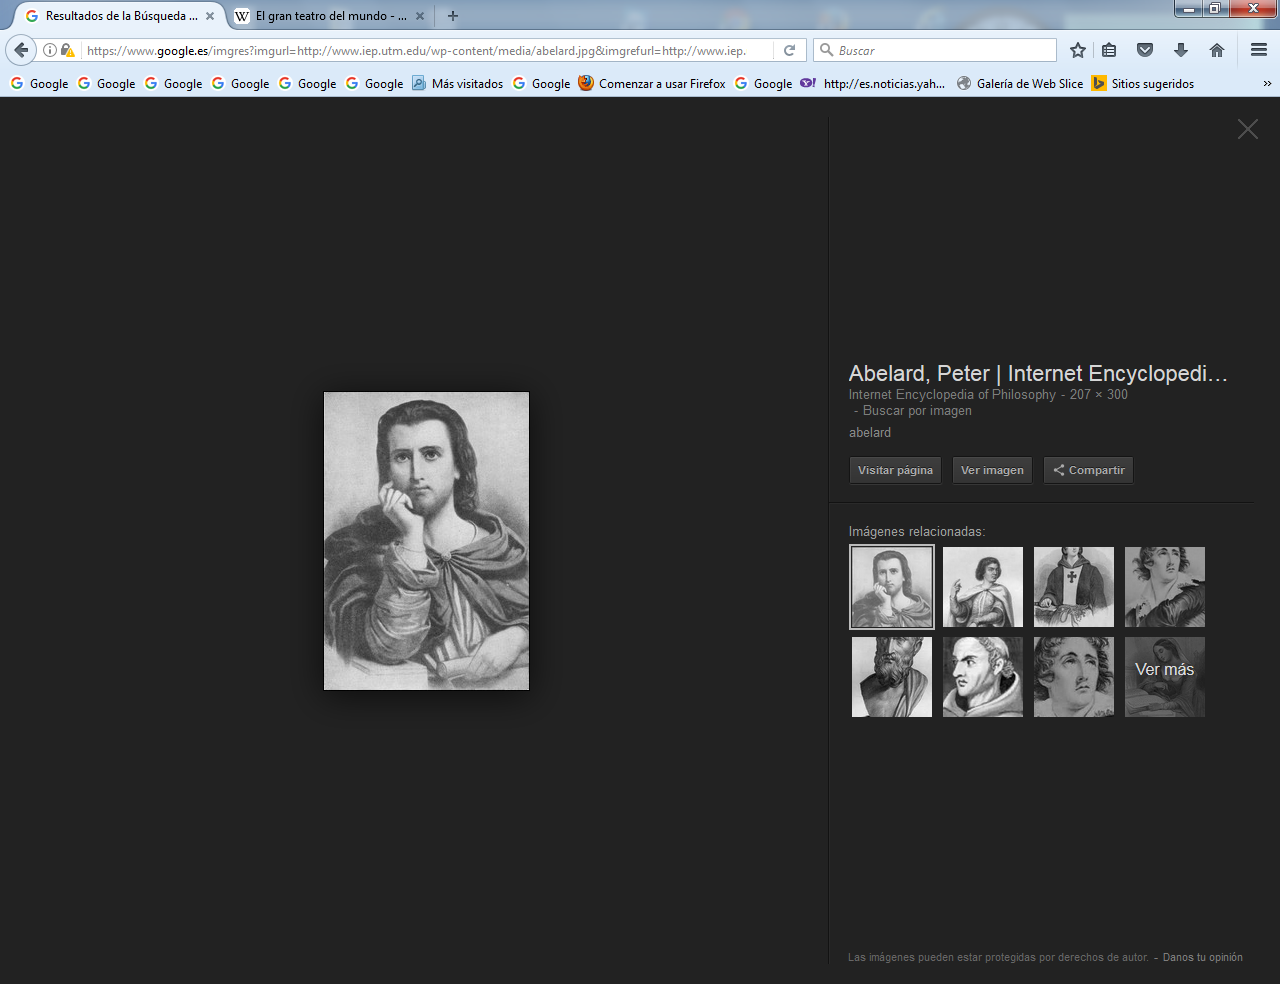 Resultados de la Búsqueda ...
El gran teatro del mundo - ...
https://www.google.es/imgres?imgurl=http://www.iep.utm.edu/wp-content/media/abelard.jpg&imgrefurl=http://www.iep.
Buscar
Google Google Google Google Google Google Más visitados Google Comenzar a usar Firefox Google http://es.noticias.yah... Galería de Web Slice Sitios sugeridos
Abelard, Peter | Internet Encyclopedi...
Internet Encyclopedia of Philosophy - 207 × 300
- Buscar por imagen
abelard
Visitar página Ver imagen Compartir
Imágenes relacionadas:
Ver más
Las imágenes pueden estar protegidas por derechos de autor. - Danos tu opinión